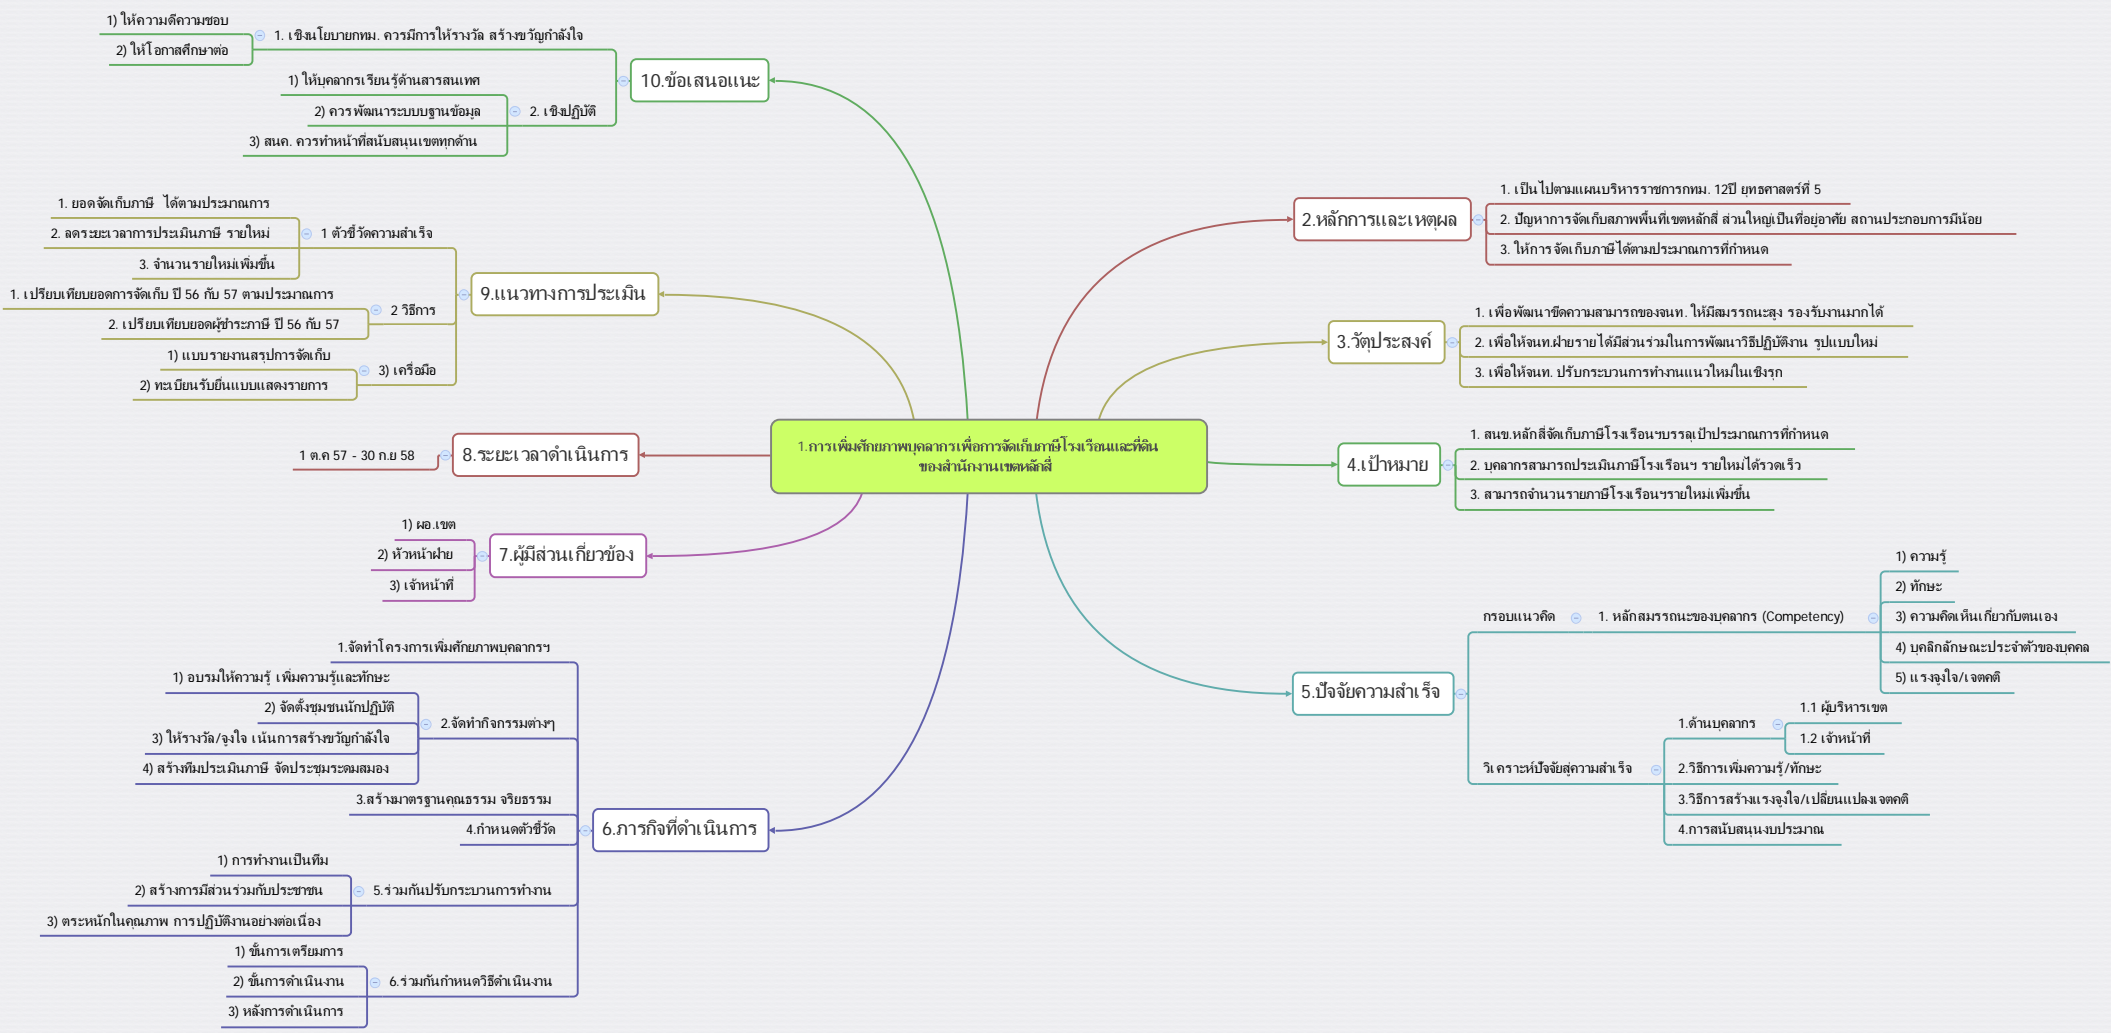 1.การเพิ่มศักยภาพบุคลากรเพื่อการจัดเก็บภาษีโรงเรือนและที่ดิน
ของสำนักงานเขตหลักสี่
2.หลักการและเหตุผล
1. เป็นไปตามแผนบริหารราชการกทม. 12ปี ยุทธศาสตร์ที่ 5
2. ปัญหาการจัดเก็บสภาพพื้นที่เขตหลักสี่ ส่วนใหญ่เป็นที่อยู่อาศัย สถานประกอบการมีน้อย
3. ให้การจัดเก็บภาษีได้ตามประมาณการที่กำหนด
3.วัตุประสงค์
1. เพื่อพัฒนาขีดความสามารถของจนท. ให้มีสมรรถนะสูง รองรับงานมากได้
2. เพื่อให้จนท.ฝ่ายรายได้มีส่วนร่วมในการพัฒนาวิธีปฏิบัติงาน รูปแบบใหม่
3. เพื่อให้จนท. ปรับกระบวนการทำงานแนวใหม่ในเชิงรุก
4.เป้าหมาย
1. สนข.หลักสี่จัดเก็บภาษีโรงเรือนฯบรรลุเป้าประมาณการที่กำหนด
2. บุคลากรสามารถประเมินภาษีโรงเรือนฯ รายใหม่ได้รวดเร็ว
3. สามารถจำนวนรายภาษีโรงเรือนฯรายใหม่เพิ่มขึ้น
5.ปัจจัยความสำเร็จ
กรอบแนวคิด
1. หลักสมรรถนะของบุคลากร (Competency)
1) ความรู้
2) ทักษะ
3) ความคิดเห็นเกี่ยวกับตนเอง
4) บุคลิกลักษณะประจำตัวของบุคคล
5) แรงจูงใจ/เจตคติ
วิเคราะห์ปัจจัยสู่ความสำเร็จ
1.ด้านบุคลากร
1.1 ผู้บริหารเขต
1.2 เจ้าหน้าที่
2.วิธีการเพิ่มความรู้/ทักษะ
3.วิธีการสร้างแรงจูงใจ/เปลี่ยนแปลงเจตคติ
4.การสนับสนุนงบประมาณ
6.ภารกิจที่ดำเนินการ
1.จัดทำโครงการเพิ่มศักยภาพบุคลากรฯ
2.จัดทำกิจกรรมต่างๆ
1) อบรมให้ความรู้ เพิ่มความรู้และทักษะ
2) จัดตั้งชุมชนนักปฏิบัติ
3) ให้รางวัล/จูงใจ เน้นการสร้างขวัญกำลังใจ
4) สร้างทีมประเมินภาษี จัดประชุมระดมสมอง
3.สร้างมาตรฐานคุณธรรม จริยธรรม
4.กำหนดตัวชี้วัด
5.ร่วมกันปรับกระบวนการทำงาน
1) การทำงานเป็นทีม
2) สร้างการมีส่วนร่วมกับประชาชน
3) ตระหนักในคุณภาพ การปฏิบัติงานอย่างต่อเนื่อง
6.ร่วมกันกำหนดวิธีดำเนินงาน
1) ขั้นการเตรียมการ
2) ขั้นการดำเนินงาน
3) หลังการดำเนินการ
7.ผู้มีส่วนเกี่ยวข้อง
1) ผอ.เขต
2) หัวหน้าฝ่าย
3) เจ้าหน้าที่
8.ระยะเวลาดำเนินการ
1 ต.ค 57 - 30 ก.ย 58
9.แนวทางการประเมิน
1 ตัวชี้วัดความสำเร็จ
1. ยอดจัดเก็บภาษี ได้ตามประมาณการ
2. ลดระยะเวลาการประเมินภาษี รายใหม่
3. จำนวนรายใหม่เพิ่มขึ้น
2 วิธีการ
1. เปรียบเทียบยอดการจัดเก็บ ปี 56 กับ 57 ตามประมาณการ
2. เปรียบเทียบยอดผู้ชำระภาษี ปี 56 กับ 57
3) เครื่อมือ
1) แบบรายงานสรุปการจัดเก็บ
2) ทะเบียนรับยื่นแบบแสดงรายการ
10.ข้อเสนอแนะ
1. เชิงนโยบายกทม. ควรมีการให้รางวัล สร้างขวัญกำลังใจ
1) ให้ความดีความชอบ
2) ให้โอกาสศึกษาต่อ
2. เชิงปฏิบัติ
1) ให้บุคลากรเรียนรู้ด้านสารสนเทศ
2) ควรพัฒนาระบบบฐานข้อมูล
3) สนค. ควรทำหน้าที่สนับสนุนเขตทุกด้าน